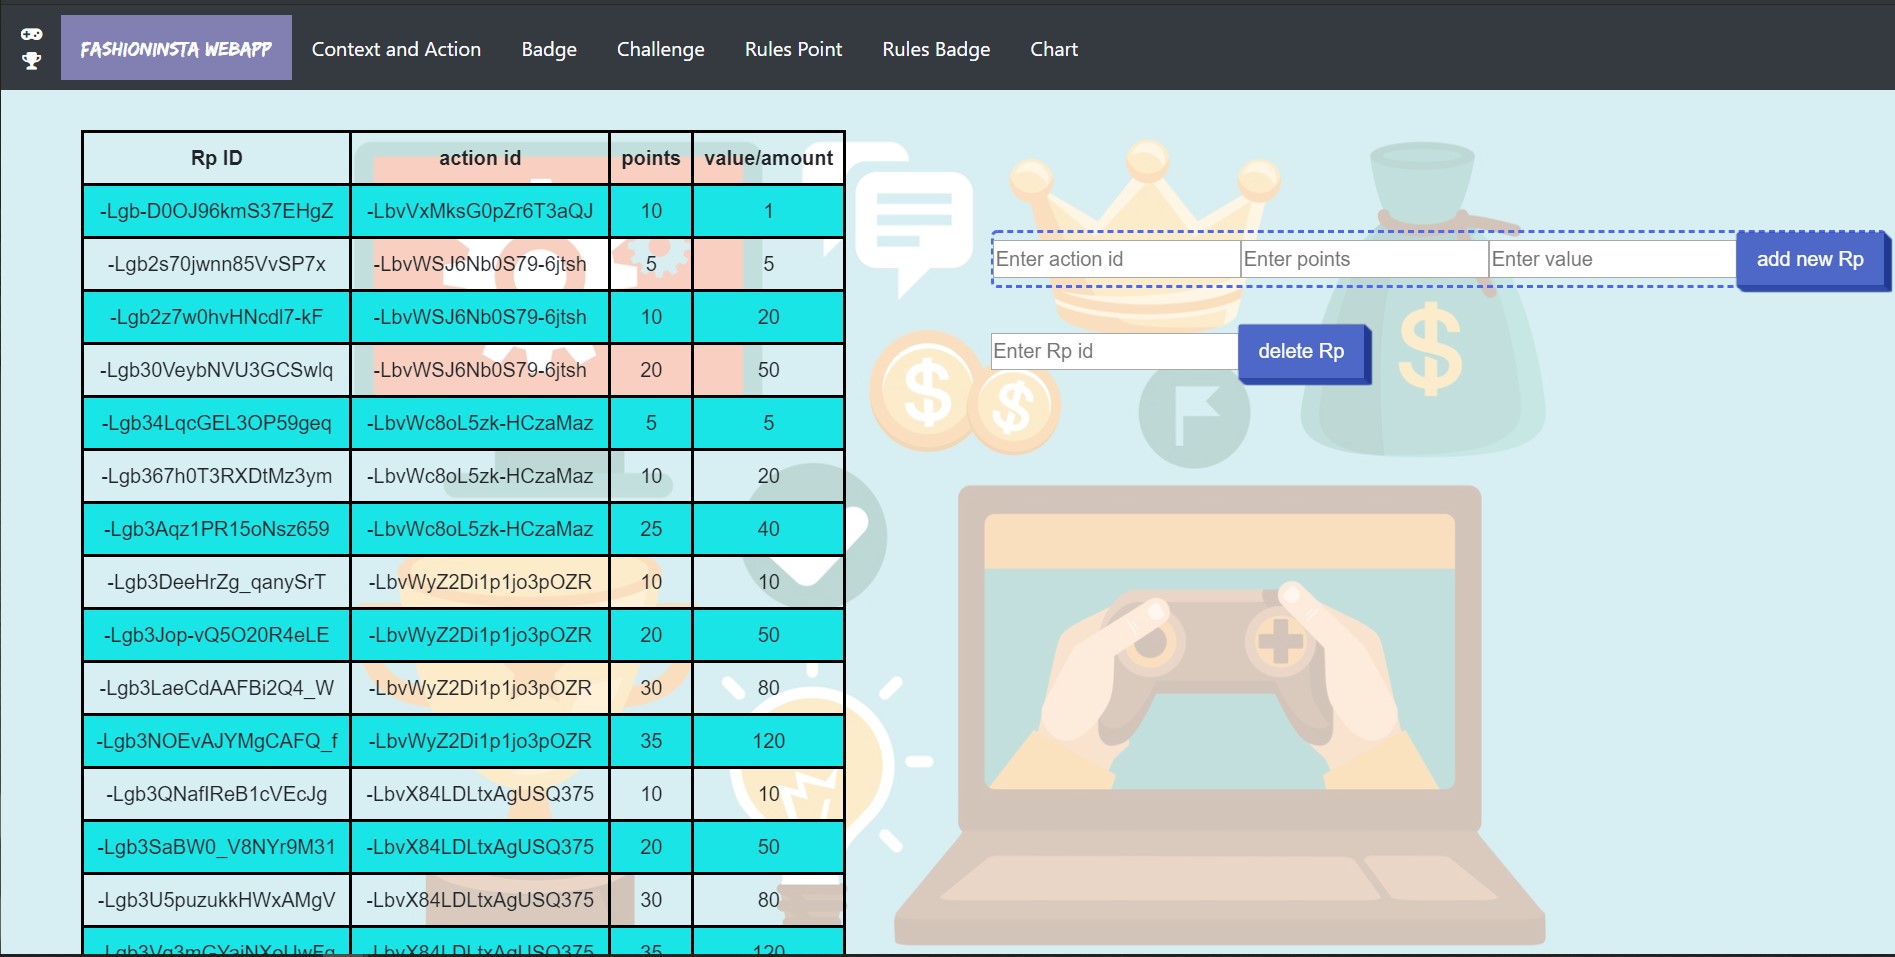 FASHIONINSTA WEBAPP Context and Action Badge Challenge Rules Point Rules Badge Chart
Rp ID action id points value/amount
-Lgb-D0OJ96kmS37EHgZ -LbvVxMksG0pZr6T3aQJ 10 1
-Lgb2s70jwnn85VvSP7x -LbvWSJ6Nb0S79-6jtsh 5 5
-Lgb2z7w0hvHNcdl7-kF -LbvWSJ6Nb0S79-6jtsh 10 20
-Lgb30VeybNVU3GCSwlq -LbvWSJ6Nb0S79-6jtsh 20 50
-Lgb34LqcGEL3OP59geq -LbvWc8oL5zk-HCzaMaz 5 5
-Lgb367h0T3RXDtMz3ym -LbvWc8oL5zk-HCzaMaz 10 20
-Lgb3Aqz1PR15oNsz659 -LbvWc8oL5zk-HCzaMaz 25 40
-Lgb3DeeHrZg_qanySrT -LbvWyZ2Di1p1jo3pOZR 10 10
-Lgb3Jop-vQ5O20R4eLE -LbvWyZ2Di1p1jo3pOZR 20 50
-Lgb3LaeCdAAFBi2Q4_W -LbvWyZ2Di1p1jo3pOZR 30 80
-Lgb3NOEvAJYMgCAFQ_f -LbvWyZ2Di1p1jo3pOZR 35 120
-Lgb3QNaflReB1cVEcJg -LbvX84LDLtxAgUSQ375 10 10
-Lgb3SaBW0_V8NYr9M31 -LbvX84LDLtxAgUSQ375 20 50
-Lgb3U5puzukkHWxAMgV -LbvX84LDLtxAgUSQ375 30 80
-LbvX84LDLtxAgUSQ375 35 120
Enter action id Enter points Enter value add new Rp
Enter Rp id delete Rp
$ $ $